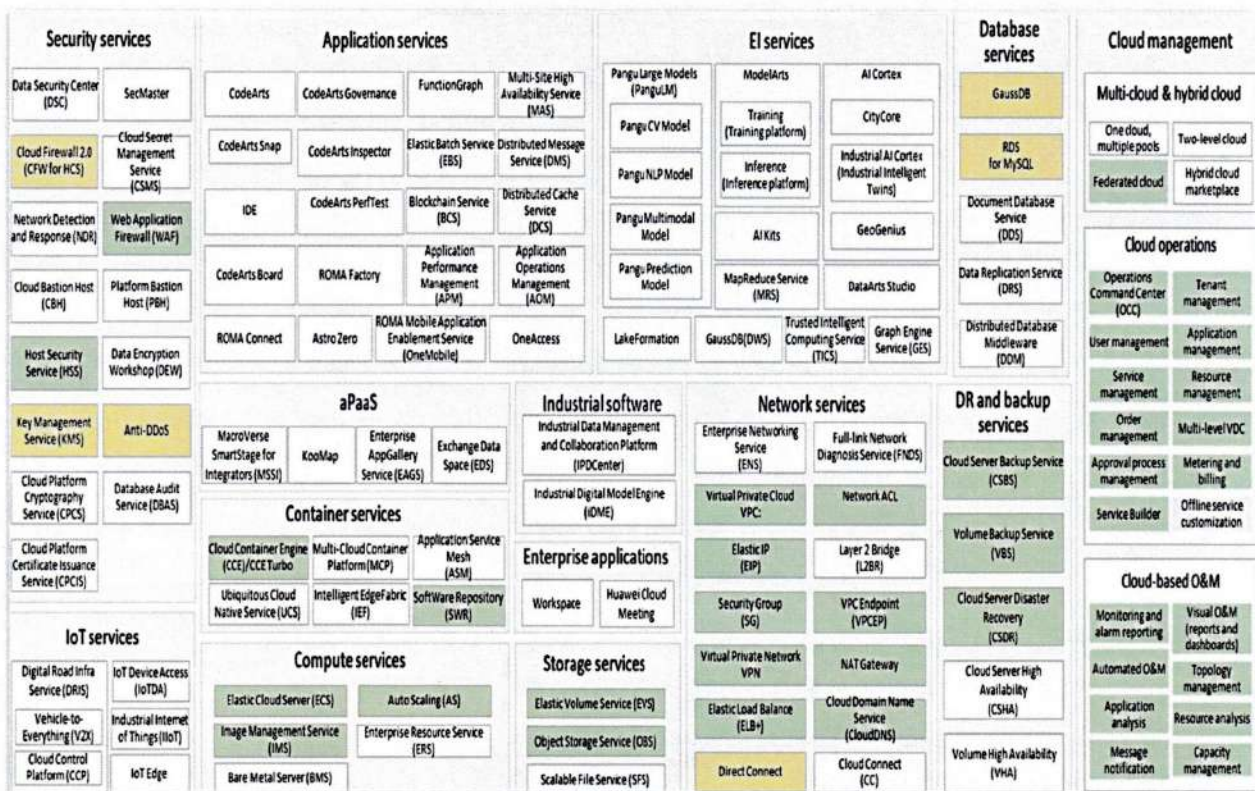 Security services
Data Security Center
(DSC)
SecMaster
Cloud Firewall 2.0
(CFW for HCS)
Cloud Secret
Management
Service
(CSMS)
Network Detection
and Response (NDR)
Web Application
Firewall (WAF)
Cloud Bastion Host
(CBH)
Platform Bastion
Host (PBH)
Host Security
Service (HSS)
Data Encryption
Workshop (DEW)
Key Management
Service (KMS)
Anti-DDoS
Cloud Platform
Cryptography
Service (CPCS)
Database Audit
Service (DBAS)
Cloud Platform
Certificate Issuance
Service (CPCIS)
IoT services
Digital Road Infra
Service (DRIS)
IoT Device Access
(IoTDA)
Vehicle-to-
Everything (V2X)
Industrial Internet
of Things (IIoT)
Cloud Control
Platform (CCP)
IoT Edge
Application services
CodeArts
CodeArts Governance
FunctionGraph
Multi-Site High
Availability Service
(MAS)
CodeArts Snap
CodeArts Inspector
Elastic Batch Service
(EBS)
Distributed Message
Service (DMS)
IDE
CodeArts PerfTest
Blockchain Service
(BCS)
Distributed Cache
Service
(DCS)
CodeArts Board
ROMA Factory
Application
Performance
Management
(APM)
Application
Operations
Management
(AOM)
ROMA Connect
Astro Zero
ROMA Mobile Application
Enablement Service
(OneMobile)
OneAccess
EI services
Pangu Large Models
(PanguLM)
Pangu CV Model
Pangu NLP Model
Pangu Multimodal
Model
Pangu Prediction
Model
ModelArts
Training
(Training platform)
Inference
(Inference platform)
AI Kits
MapReduce Service
(MRS)
AI Cortex
CityCore
Industrial AI Cortex
(Industrial Intelligent
Twins)
GeoGenius
DataArts Studio
LakeFormation
GaussDB(DWS)
Trusted Intelligent
Computing Service
(TICS)
Graph Engine
Service (GES)
Database
services
GaussDB
RDS
for MySQL
Document Database
Service
(DDS)
Data Replication Service
(DRS)
Distributed Database
Middleware
(DDM)
aPaaS
MacroVerse
SmartStage for
Integrators (MSSI)
KooMap
Enterprise
AppGallery
Service (EAGS)
Exchange Data
Space (EDS)
Container services
Cloud Container Engine
(CCE)/CCE Turbo
Multi-Cloud Container
Platform (MCP)
Application Service
Mesh
(ASM)
Ubiquitous Cloud
Native Service (UCS)
Intelligent EdgeFabric
(IEF)
SoftWare Repository
(SWR)
Compute services
Elastic Cloud Server (ECS)
Auto Scaling (AS)
Image Management Service
(IMS)
Enterprise Resource Service
(ERS)
Bare Metal Server (BMS)
Industrial software
Industrial Data Management
and Collaboration Platform
(IPDCenter)
Industrial Digital Model Engine
(iDME)
Enterprise applications
Workspace
Huawei Cloud
Meeting
Storage services
Elastic Volume Service (EVS)
Object Storage Service (OBS)
Scalable File Service (SFS)
Network services
Enterprise Networking
Service
(ENS)
Full-link Network
Diagnosis Service (FNDS)
Virtual Private Cloud
VPC:
Network ACL
Elastic IP
(EIP)
Layer 2 Bridge
(L2BR)
Security Group
(SG)
VPC Endpoint
(VPCEP)
Virtual Private Network
VPN
NAT Gateway
Elastic Load Balance
(ELB+)
Cloud Domain Name
Service
(CloudDNS)
Direct Connect
Cloud Connect
(CC)
DR and backup
services
Cloud Server Backup Service
(CSBS)
Volume Backup Service
(VBS)
Cloud Server Disaster
Recovery
(CSDR)
Cloud Server High
Availability
(CSHA)
Volume High Availability
(VHA)
Cloud management
Multi-cloud & hybrid cloud
One cloud,
multiple pools
Two-level cloud
Federated cloud
Hybrid cloud
marketplace
Cloud operations
Operations
Command Center
(OCC)
Tenant
management
User management
Application
management
Service
management
Resource
management
Order
management
Multi-level VDC
Approval process
management
Metering and
billing
Service Builder
Offline service
customization
Cloud-based O&M
Monitoring and
alarm reporting
Visual O&M
(reports and
dashboards)
Automated O&M
Topology
management
Application
analysis
Resource analysis
Message
notification
Capacity
management